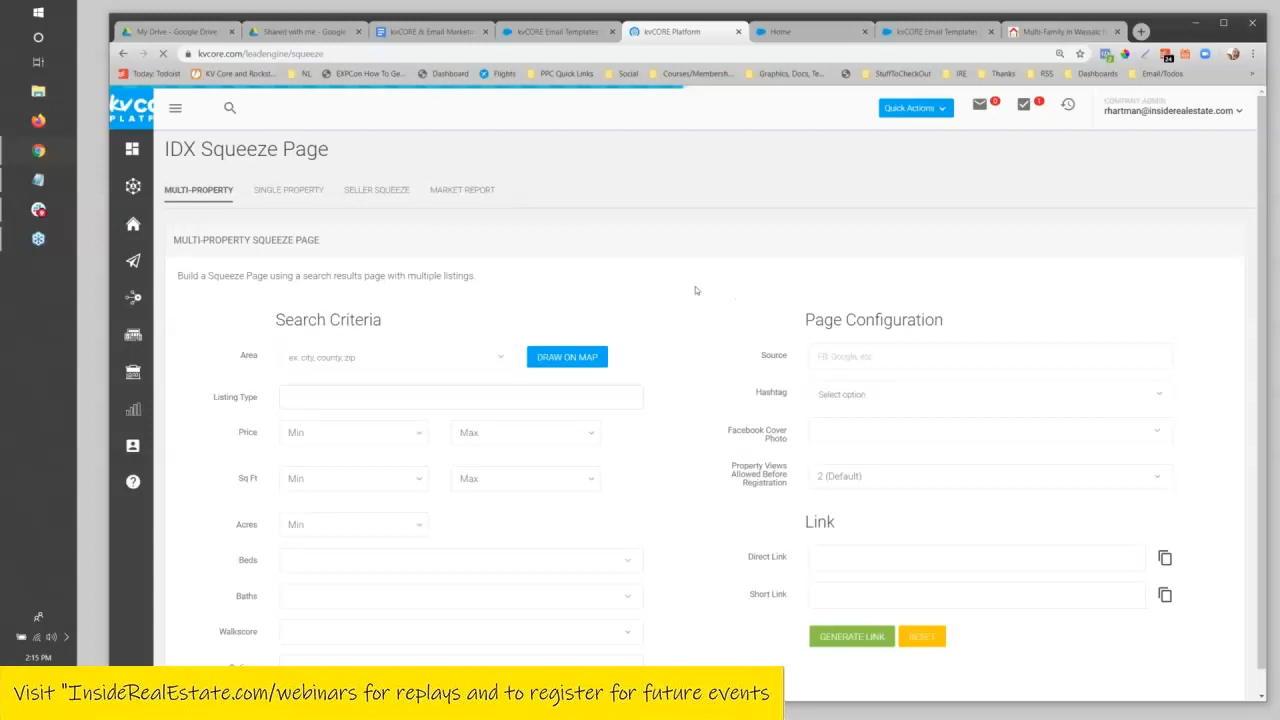 My Drive - Google Drive
Shared with me - Google
kvCORE & Email Market
kvCORE Email Templates
kvCORE Platform
Home
kvCORE Email Templates
Multi-Family in Wassaic
kvcore.com/leadengine/squeeze
Today: Todoist
KV Core and Rockst...
NL
EXPCon How To Ge...
Dashboard
Flights
PPC Quick Links
Social
Courses/Membersh...
Graphics, Docs, Te...
StuffToCheckOut
IRE
Thanks
RSS
Dashboards
Email/Todos
kvCO
PLATF
Quick Actions
0
1
COMPANY ADMIN
rhartman@insiderealestate.com
IDX Squeeze Page
MULTI-PROPERTY
SINGLE PROPERTY
SELLER SQUEEZE
MARKET REPORT
MULTI-PROPERTY SQUEEZE PAGE
Build a Squeeze Page using a search results page with multiple listings.
Search Criteria
Area
ex. city, county, zip
DRAW ON MAP
Listing Type
Price
Min
Max
Sq Ft
Min
Max
Acres
Min
Beds
Baths
Walkscore
Page Configuration
Source
FB, Google, etc
Hashtag
Select option
Facebook Cover
Photo
Property Views
Allowed Before
Registration
2 (Default)
Link
Direct Link
Short Link
GENERATE LINK
RESET
2:15 PM
Visit "InsideRealEstate.com/webinars for replays and to register for future events